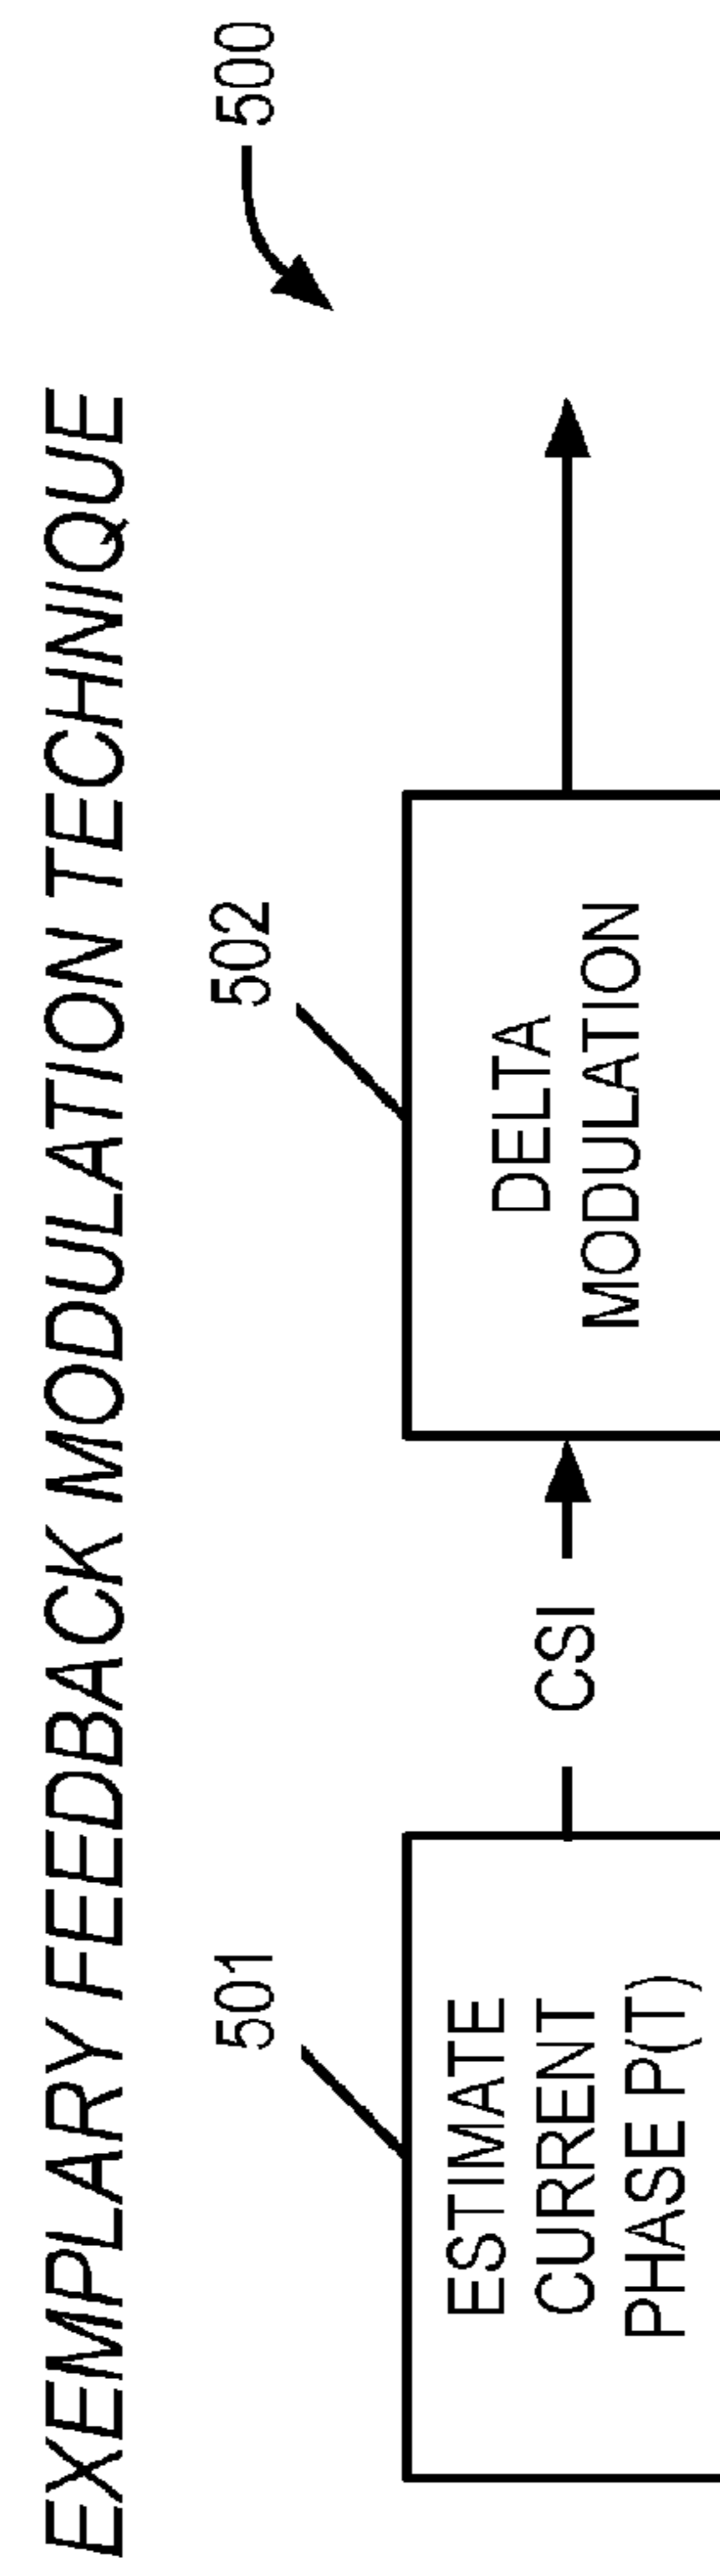 EXEMPLARY FEEDBACK MODULATION TECHNIQUE
500
501
502
ESTIMATE
CURRENT
PHASE P(T)
CSI
DELTA
MODULATION